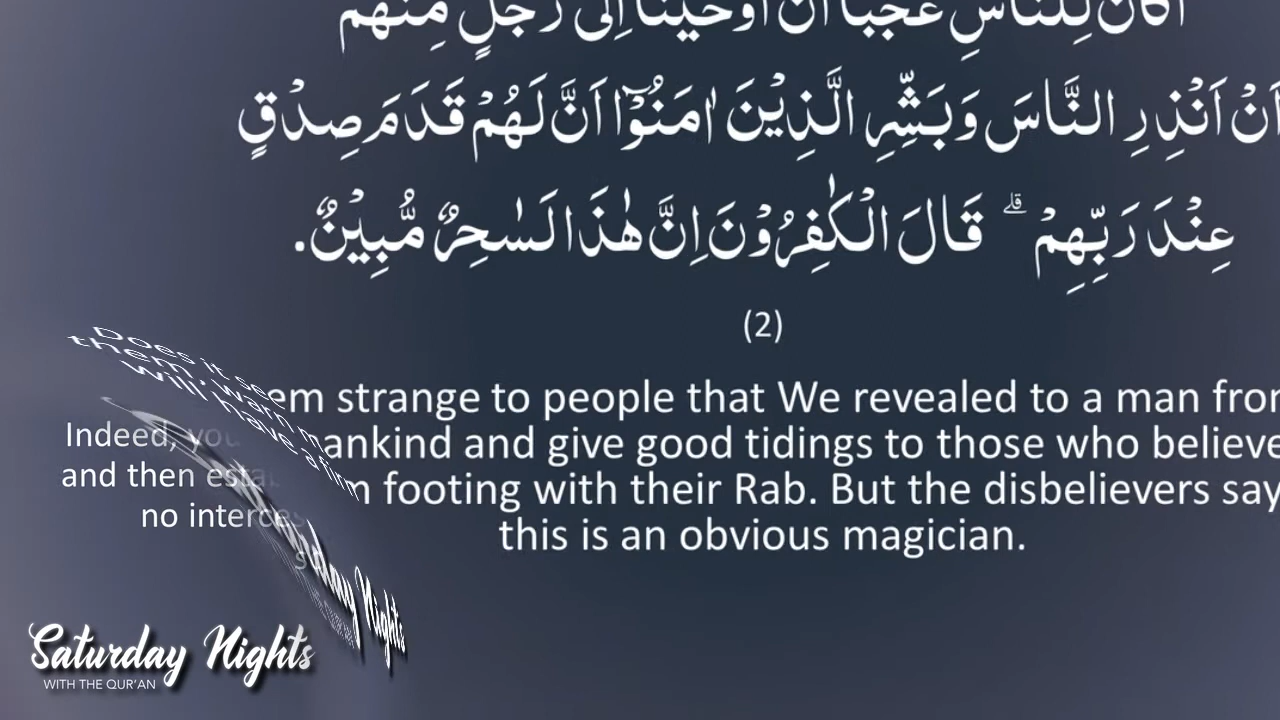 اَكَانَ لِلنَّاسِ عَجَبًا اَنْ اَوْحَيْنَاۤ اِلٰى رَجُلٍ مِّنْهُمْ
اَنْ اَنْذِرِ النَّاسَ وَبَشِّرِ الَّذِيْنَ اٰمَنُوْۤا اَنَّ لَهُمْ قَدَمَ صِدْقٍ
عِنْدَ رَبِّهِمْ ؔؕ قَالَ الْكٰفِرُوْنَ اِنَّ هٰذَا لَسٰحِرٌ مُّبِيْنٌ.
(2)
Does it seem strange to people that We revealed to a man from
them, warn mankind and give good tidings to those who believe
will have a firm footing with their Rab. But the disbelievers say
this is an obvious magician.
Indeed, you
and then esta
no interces
Saturday Nights
Saturday Nights
WITH THE QUR'AN